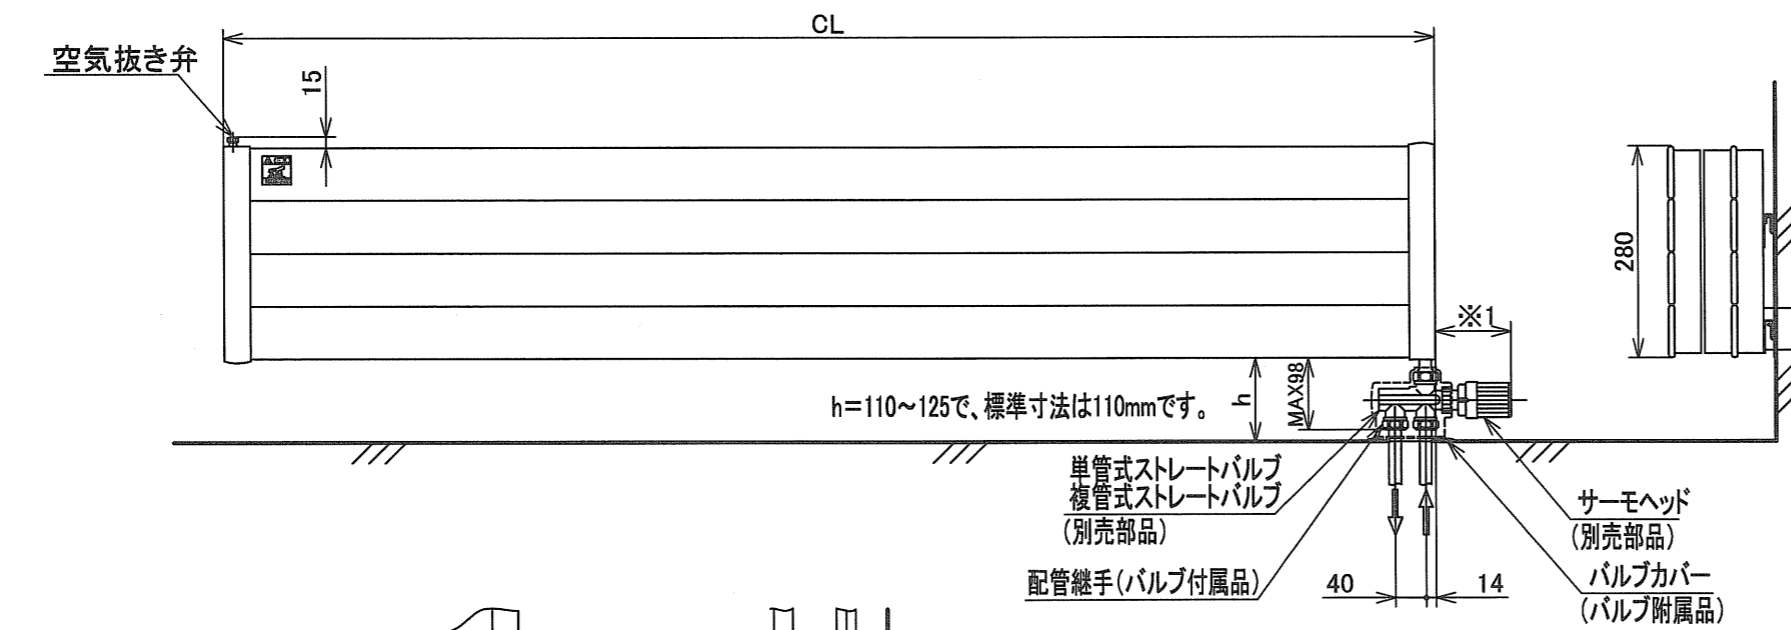 CL
空気抜き弁
15
280
※1
h=110~125で、標準寸法は110mmです。
h
MAX98
単管式ストレートバルブ
複管式ストレートバルブ
(別売部品)
サーモヘッド
(別売部品)
配管継手(バルブ付属品)
40
14
バルブカバー
(バルブ附属品)